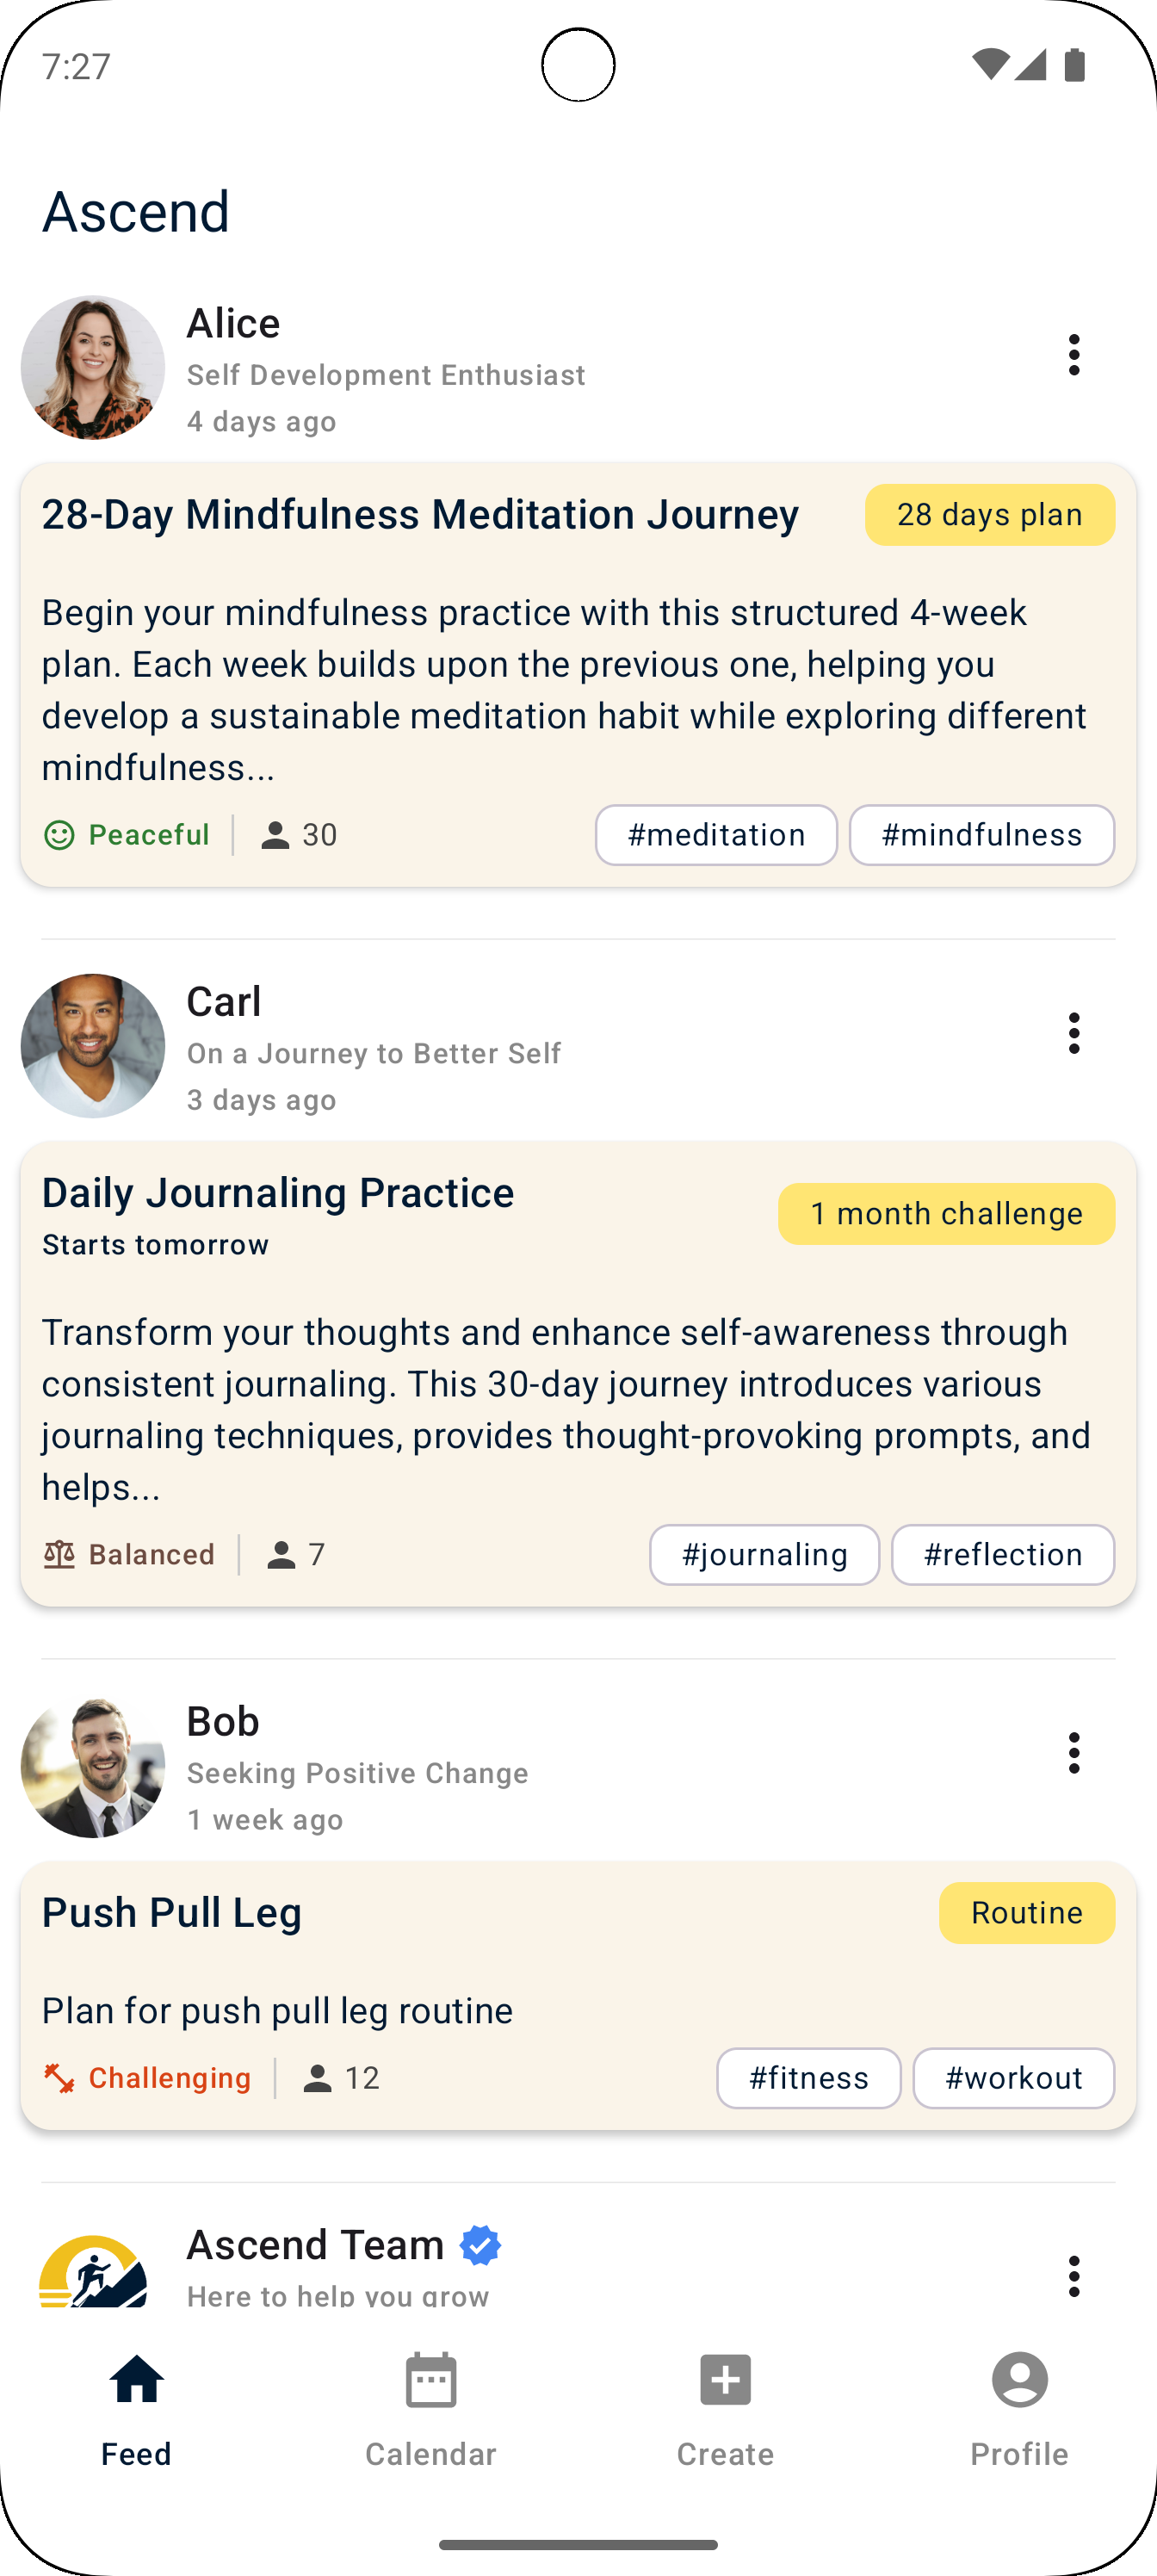 7:27
Ascend
Alice
Self Development Enthusiast
4 days ago
28-Day Mindfulness Meditation Journey
28 days plan
Begin your mindfulness practice with this structured 4-week
plan. Each week builds upon the previous one, helping you
develop a sustainable meditation habit while exploring different
mindfulness...
Peaceful 30 #meditation #mindfulness
Carl
On a Journey to Better Self
3 days ago
Daily Journaling Practice
Starts tomorrow
1 month challenge
Transform your thoughts and enhance self-awareness through
consistent journaling. This 30-day journey introduces various
journaling techniques, provides thought-provoking prompts, and
helps...
Balanced 7 #journaling #reflection
Bob
Seeking Positive Change
1 week ago
Push Pull Leg
Routine
Plan for push pull leg routine
Challenging 12 #fitness #workout
Ascend Team
Here to help you grow
Feed Calendar Create Profile